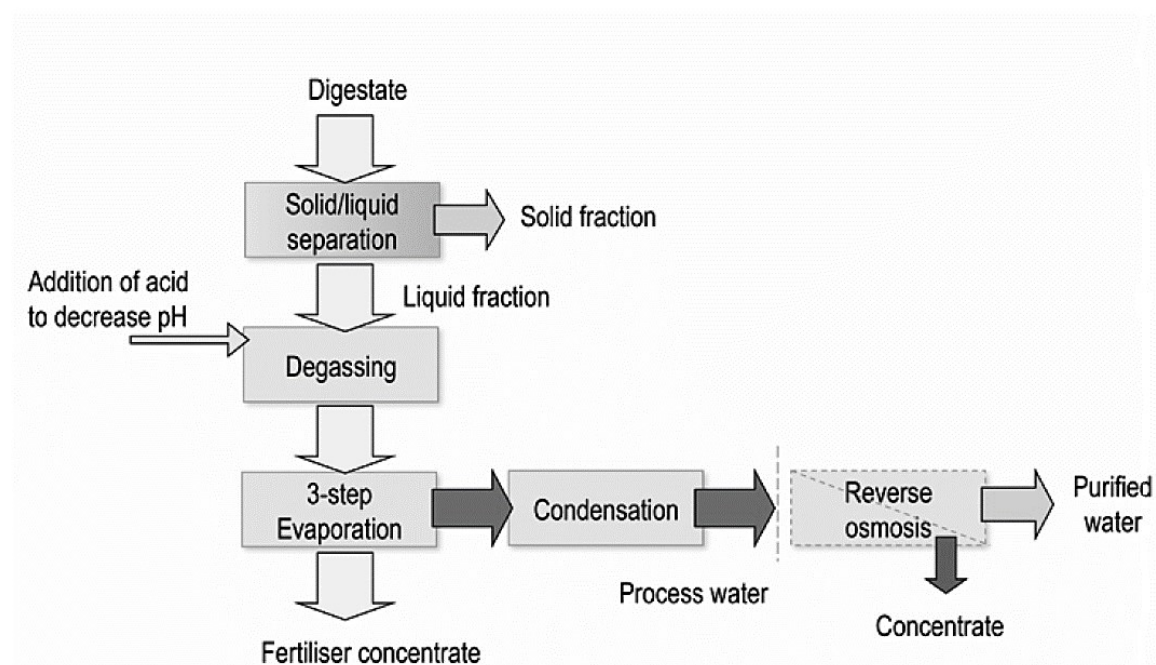 Digestate
Solid/liquid
separation
Solid fraction
Addition of acid
to decrease pH
Liquid fraction
Degassing
3-step
Evaporation
Condensation
Reverse
osmosis
Purified
water
Process water
Concentrate
Fertiliser concentrate